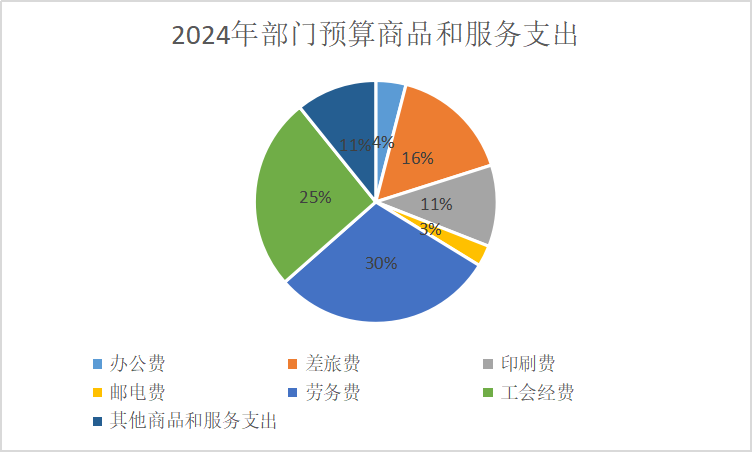 2024年部门预算商品和服务支出
11%
4%
16%
25%
11%
3%
30%
办公费
差旅费
印刷费
邮电费
劳务费
工会经费
其他商品和服务支出